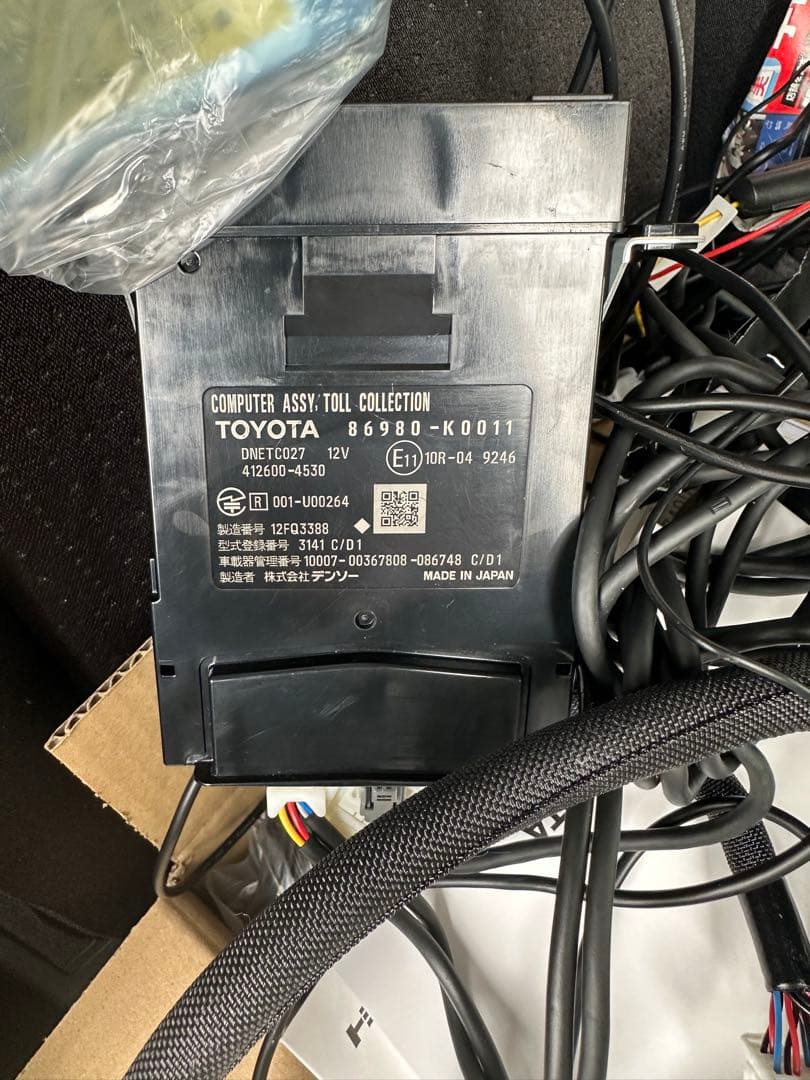 COMPUTER ASSY, TOLL COLLECTION
TOYOTA 86980-K0011
DNETC027 12V
412600-4530
E11 10R-04 9246
R 001-U00264
製造番号 12FQ3388
型式登録番号 3141 C/D1
車載器管理番号 10007-00367808-086748 C/D1
製造者 株式会社デンソー MADE IN JAPAN